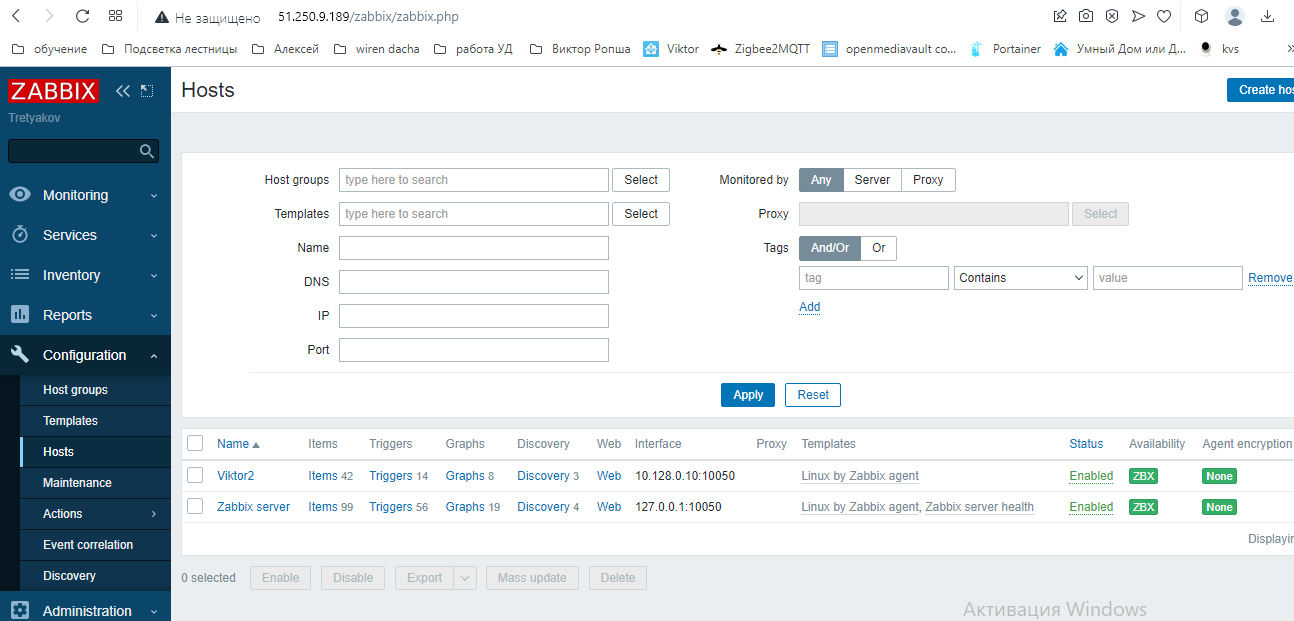 Не защищено 51.250.9.189/zabbix/zabbix.php
обучение Подсветка лестницы Алексей wiren dacha работа УД Виктор Ропша Viktor Zigbee2MQTT openmediavault co... Portainer Умный Дом или Д... kvs »
ZABBIX
Tretyakov
Monitoring
Services
Inventory
Reports
Configuration
Host groups
Templates
Hosts
Maintenance
Actions
Event correlation
Discovery
Administration
Hosts
Create hos
Host groups type here to search Select
Templates type here to search Select
Name
DNS
IP
Port
Monitored by Any Server Proxy
Proxy Select
Tags And/Or Or
tag Contains value Remove
Add
Apply Reset
Name Items Triggers Graphs Discovery Web Interface Proxy Templates Status Availability Agent encryption
Viktor2 Items 42 Triggers 14 Graphs 8 Discovery 3 Web 10.128.0.10:10050 Linux by Zabbix agent Enabled ZBX None
Zabbix server Items 99 Triggers 56 Graphs 19 Discovery 4 Web 127.0.0.1:10050 Linux by Zabbix agent, Zabbix server health Enabled ZBX None
Displayin
0 selected Enable Disable Export Mass update Delete
Активация Windows